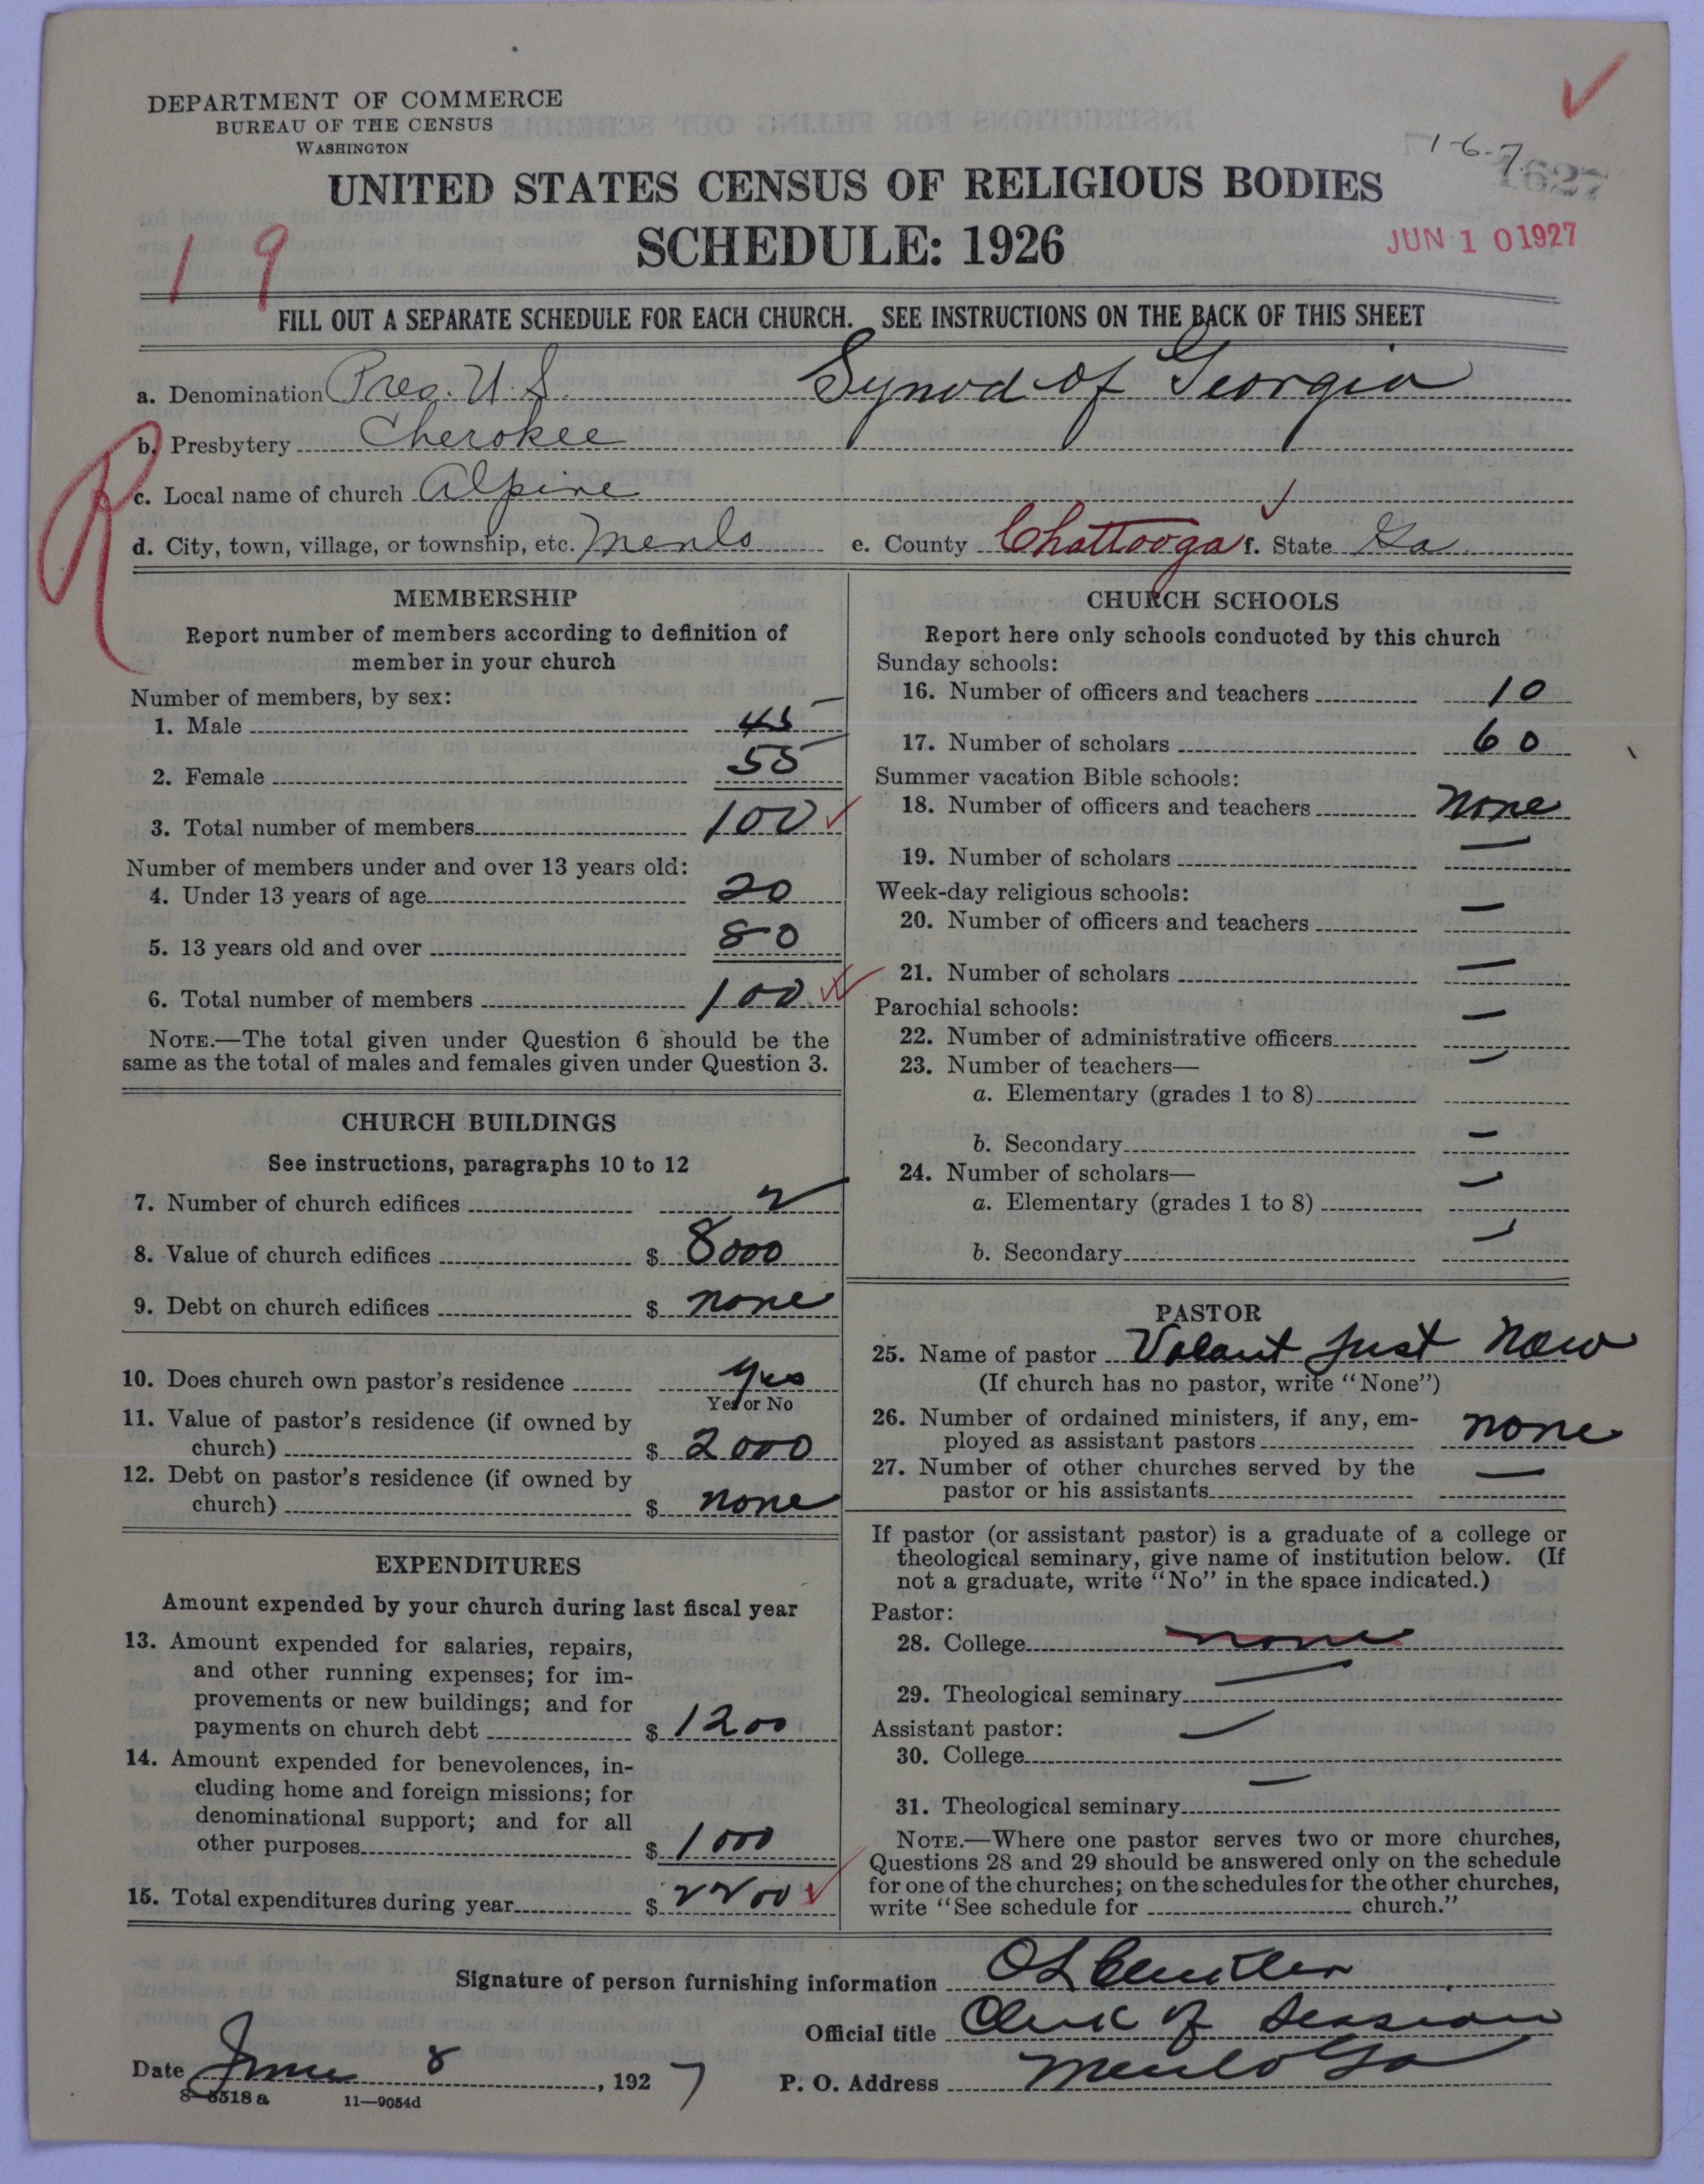 DEPARTMENT OF COMMERCE
BUREAU OF THE CENSUS
WASHINGTON
UNITED STATES CENSUS OF RELIGIOUS BODIES
SCHEDULE: 1926
1-6-7
1627
JUN 10 1927
19
FILL OUT A SEPARATE SCHEDULE FOR EACH CHURCH. SEE INSTRUCTIONS ON THE BACK OF THIS SHEET
a. Denomination Pres. U.S. Synod of Georgia
b. Presbytery Cherokee
R
c. Local name of church Alpine
d. City, town, village, or township, etc. Menlo e. County Chattooga f. State Ga
MEMBERSHIP
Report number of members according to definition of
member in your church
Number of members, by sex:
1. Male 45
2. Female 55
3. Total number of members 100
Number of members under and over 13 years old:
4. Under 13 years of age 20
5. 13 years old and over 80
6. Total number of members 100
NOTE.—The total given under Question 6 should be the
same as the total of males and females given under Question 3.
CHURCH BUILDINGS
See instructions, paragraphs 10 to 12
7. Number of church edifices 2
8. Value of church edifices $ 8000
9. Debt on church edifices $ none
10. Does church own pastor's residence yes
Yes or No
11. Value of pastor's residence (if owned by
church) $ 2000
12. Debt on pastor's residence (if owned by
church) $ none
EXPENDITURES
Amount expended by your church during last fiscal year
13. Amount expended for salaries, repairs,
and other running expenses; for im-
provements or new buildings; and for
payments on church debt $ 1200
14. Amount expended for benevolences, in-
cluding home and foreign missions; for
denominational support; and for all
other purposes $ 1000
15. Total expenditures during year $ 2200
CHURCH SCHOOLS
Report here only schools conducted by this church
Sunday schools:
16. Number of officers and teachers 10
17. Number of scholars 60
Summer vacation Bible schools:
18. Number of officers and teachers none
19. Number of scholars —
Week-day religious schools:
20. Number of officers and teachers —
21. Number of scholars —
Parochial schools:
22. Number of administrative officers —
23. Number of teachers—
a. Elementary (grades 1 to 8) —
b. Secondary —
24. Number of scholars—
a. Elementary (grades 1 to 8) —
b. Secondary —
PASTOR
25. Name of pastor Vacant just now
(If church has no pastor, write "None")
26. Number of ordained ministers, if any, em-
ployed as assistant pastors none
27. Number of other churches served by the
pastor or his assistants —
If pastor (or assistant pastor) is a graduate of a college or
theological seminary, give name of institution below. (If
not a graduate, write "No" in the space indicated.)
Pastor:
28. College none
29. Theological seminary —
Assistant pastor:
30. College —
31. Theological seminary —
NOTE.—Where one pastor serves two or more churches,
Questions 28 and 29 should be answered only on the schedule
for one of the churches; on the schedules for the other churches,
write "See schedule for church."
Signature of person furnishing information
Official title Clerk of Session
Date June 8, 1927 P. O. Address Menlo Ga
8—5518a 11—9054d